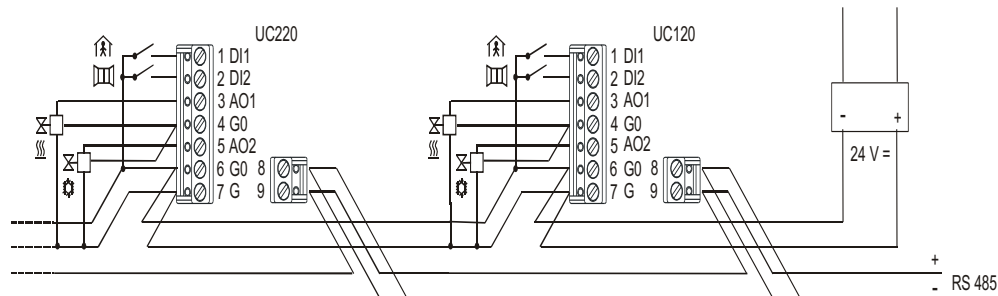 UC220
1 DI1
2 DI2
3 AO1
4 G0
5 AO2
6 G0 8
7 G 9
UC120
1 DI1
2 DI2
3 AO1
4 G0
5 AO2
6 G0 8
7 G 9
- +
24 V =
+
- RS 485